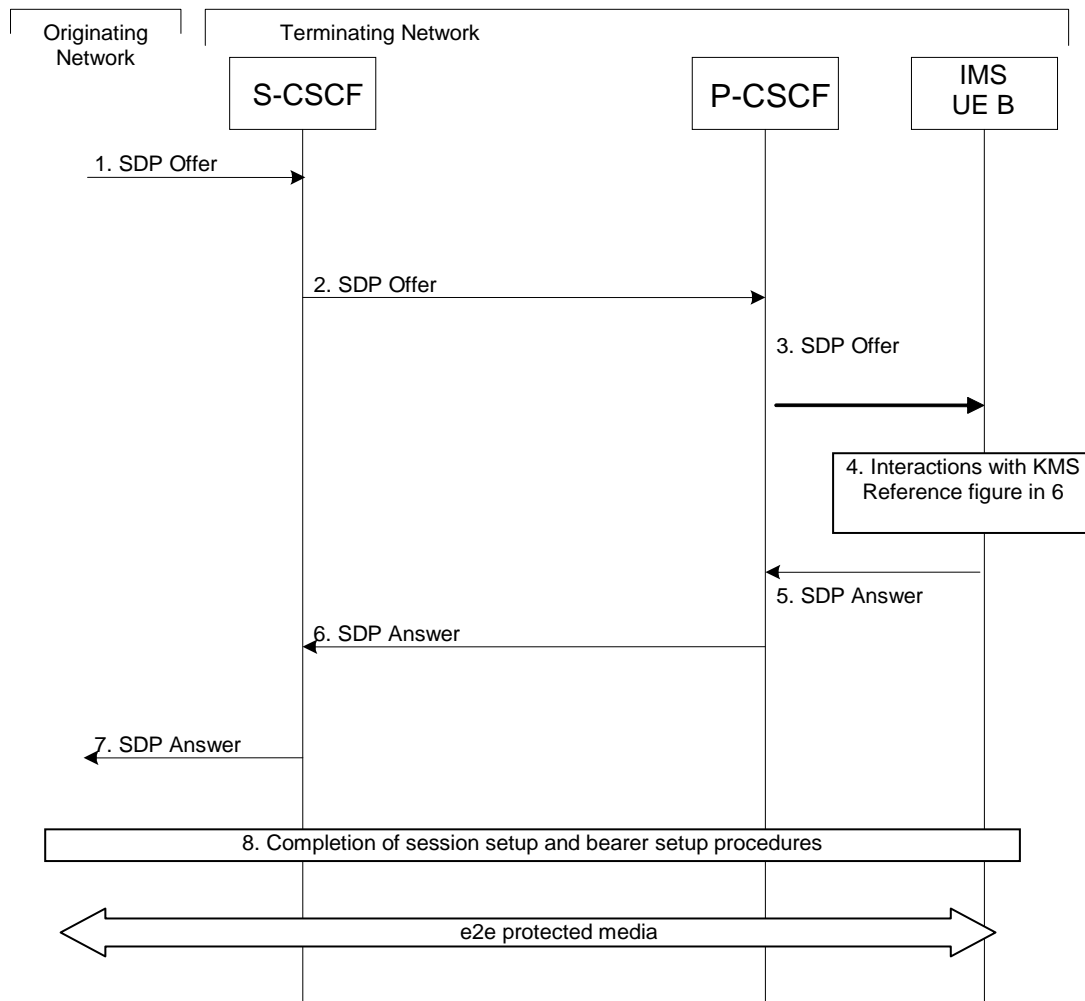 Originating
Network
Terminating Network
S-CSCF
P-CSCF
IMS
UE B
1. SDP Offer
2. SDP Offer
3. SDP Offer
4. Interactions with KMS
Reference figure in 6
5. SDP Answer
6. SDP Answer
7. SDP Answer
8. Completion of session setup and bearer setup procedures
e2e protected media